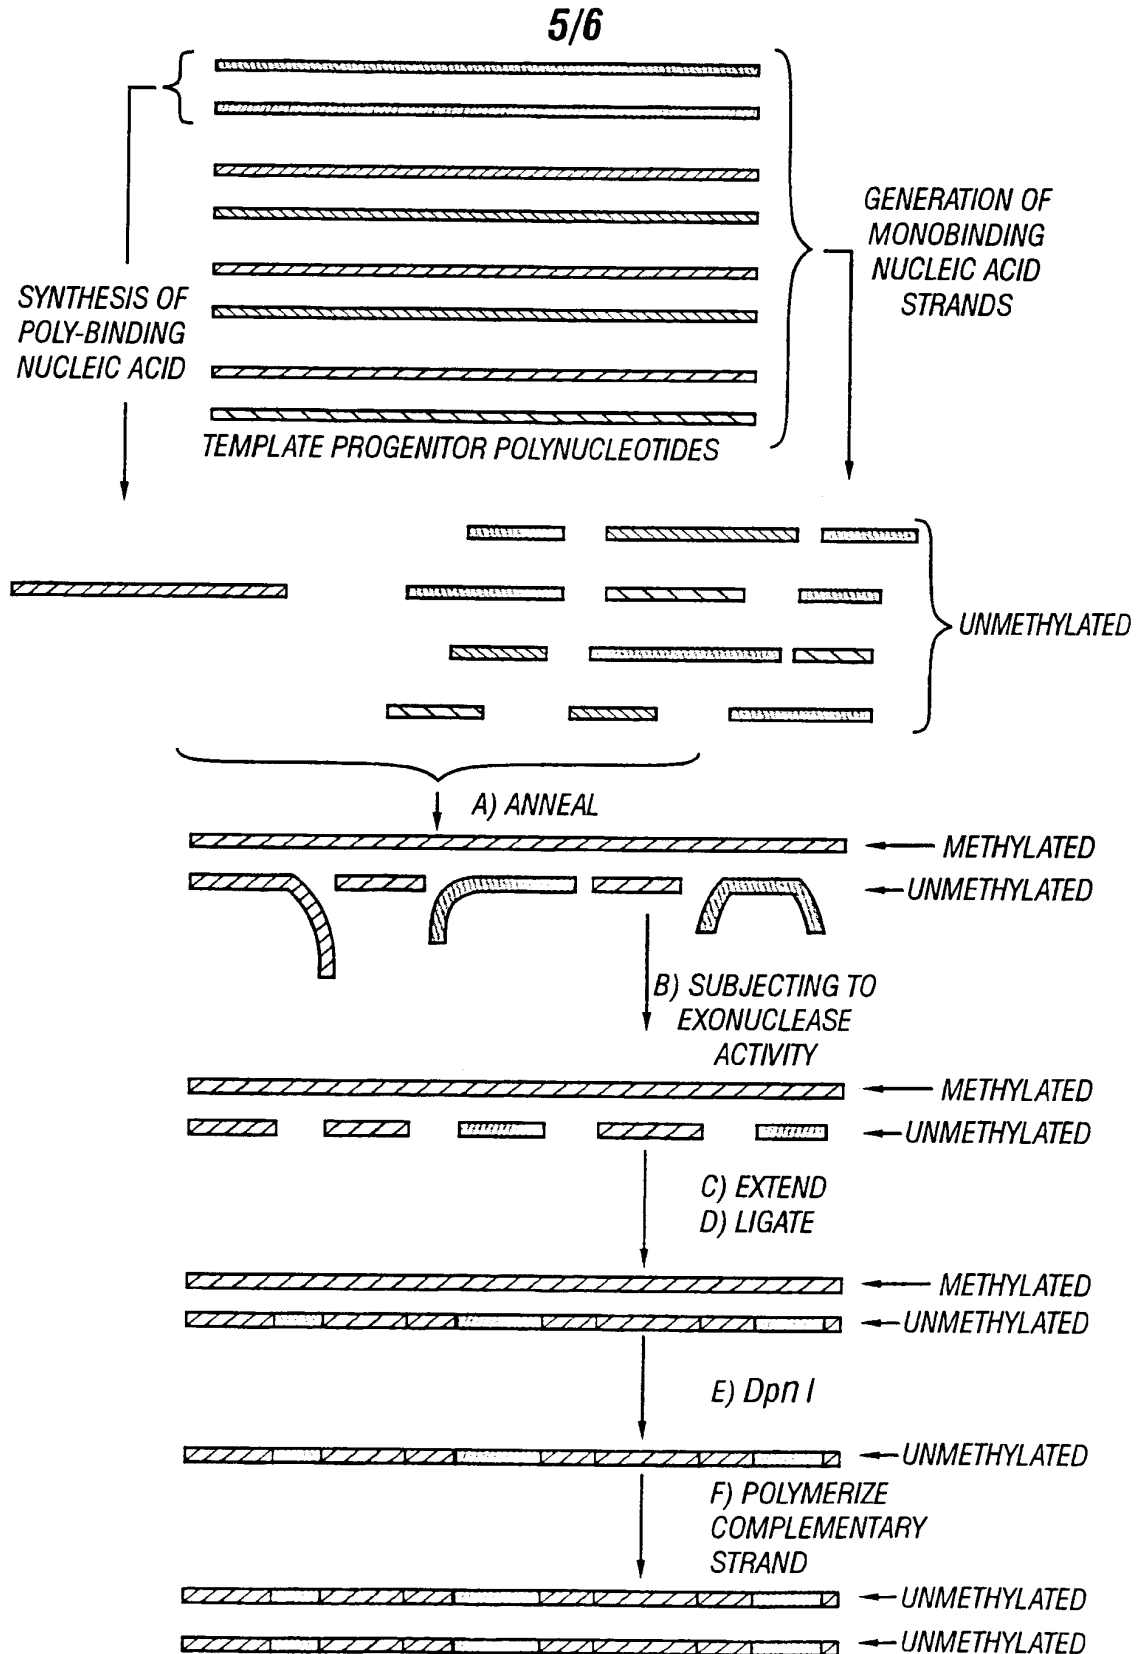 5/6
SYNTHESIS OF
POLY-BINDING
NUCLEIC ACID
GENERATION OF
MONOBINDING
NUCLEIC ACID
STRANDS
TEMPLATE PROGENITOR POLYNUCLEOTIDES
UNMETHYLATED
A) ANNEAL
METHYLATED
UNMETHYLATED
B) SUBJECTING TO
EXONUCLEASE
ACTIVITY
METHYLATED
UNMETHYLATED
C) EXTEND
D) LIGATE
METHYLATED
UNMETHYLATED
E) Dpn I
UNMETHYLATED
F) POLYMERIZE
COMPLEMENTARY
STRAND
UNMETHYLATED
UNMETHYLATED